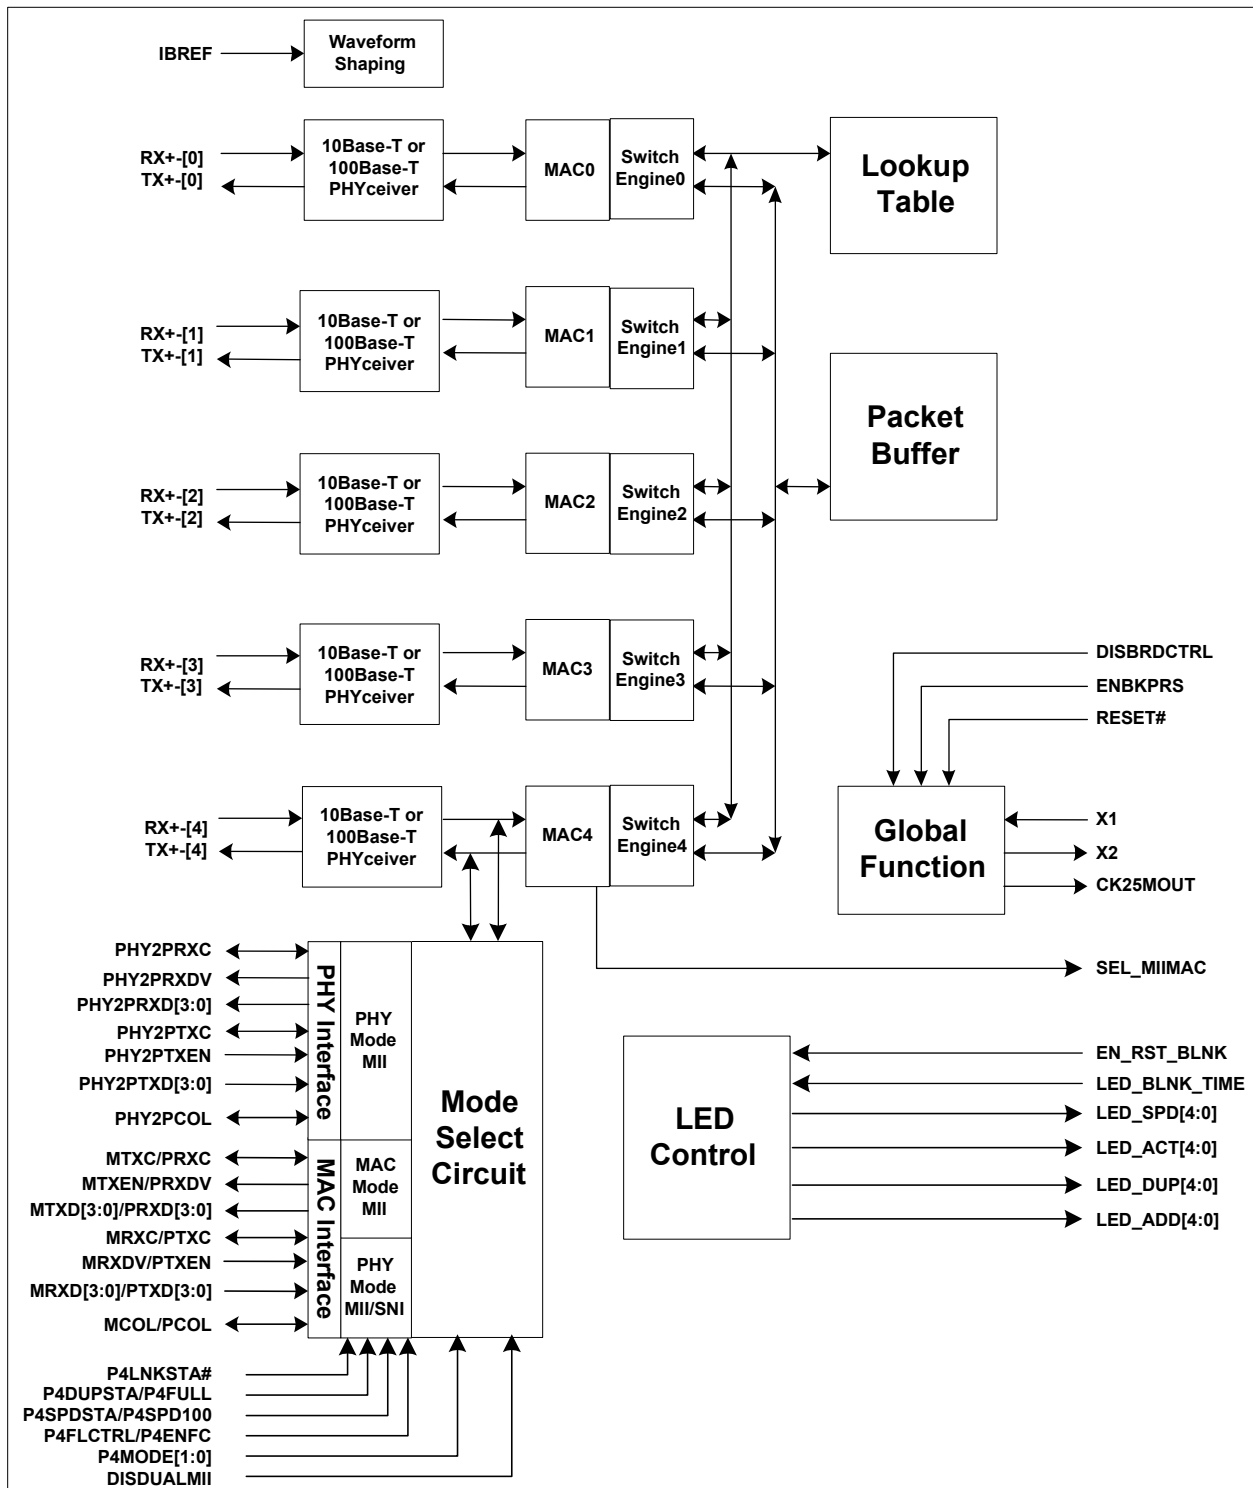 IBREF
Waveform
Shaping
RX+-[0]
TX+-[0]
10Base-T or
100Base-T
PHYceiver
MAC0
Switch
Engine0
Lookup
Table
RX+-[1]
TX+-[1]
10Base-T or
100Base-T
PHYceiver
MAC1
Switch
Engine1
Packet
Buffer
RX+-[2]
TX+-[2]
10Base-T or
100Base-T
PHYceiver
MAC2
Switch
Engine2
RX+-[3]
TX+-[3]
10Base-T or
100Base-T
PHYceiver
MAC3
Switch
Engine3
DISBRDCTRL
ENBKPRS
RESET#
RX+-[4]
TX+-[4]
10Base-T or
100Base-T
PHYceiver
MAC4
Switch
Engine4
Global
Function
X1
X2
CK25MOUT
SEL_MIIMAC
PHY2PRXC
PHY2PRXDV
PHY2PRXD[3:0]
PHY2PTXC
PHY2PTXEN
PHY2PTXD[3:0]
PHY2PCOL
PHY Interface
PHY
Mode
MII
Mode
Select
Circuit
MTXC/PRXC
MTXEN/PRXDV
MTXD[3:0]/PRXD[3:0]
MRXC/PTXC
MRXDV/PTXEN
MRXD[3:0]/PTXD[3:0]
MCOL/PCOL
MAC Interface
MAC
Mode
MII
PHY
Mode
MII/SNI
LED
Control
EN_RST_BLNK
LED_BLNK_TIME
LED_SPD[4:0]
LED_ACT[4:0]
LED_DUP[4:0]
LED_ADD[4:0]
P4LNKSTA#
P4DUPSTA/P4FULL
P4SPDSTA/P4SPD100
P4FLCTRL/P4ENFC
P4MODE[1:0]
DISDUALMII